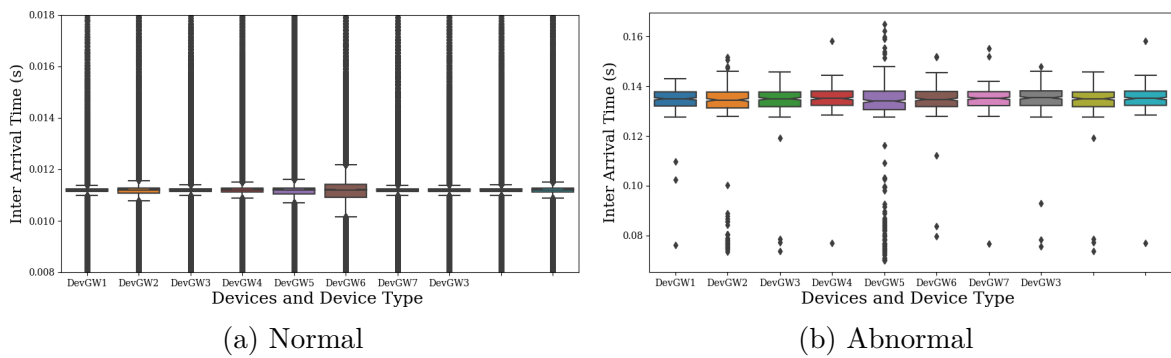 0.018
0.016
0.014
0.012
0.010
0.008
Inter Arrival Time (s)
DevGW1 DevGW2 DevGW3 DevGW4 DevGW5 DevGW6 DevGW7 DevGW3
Devices and Device Type
(a) Normal
0.16
0.14
0.12
0.10
0.08
Inter Arrival Time (s)
DevGW1 DevGW2 DevGW3 DevGW4 DevGW5 DevGW6 DevGW7 DevGW3
Devices and Device Type
(b) Abnormal